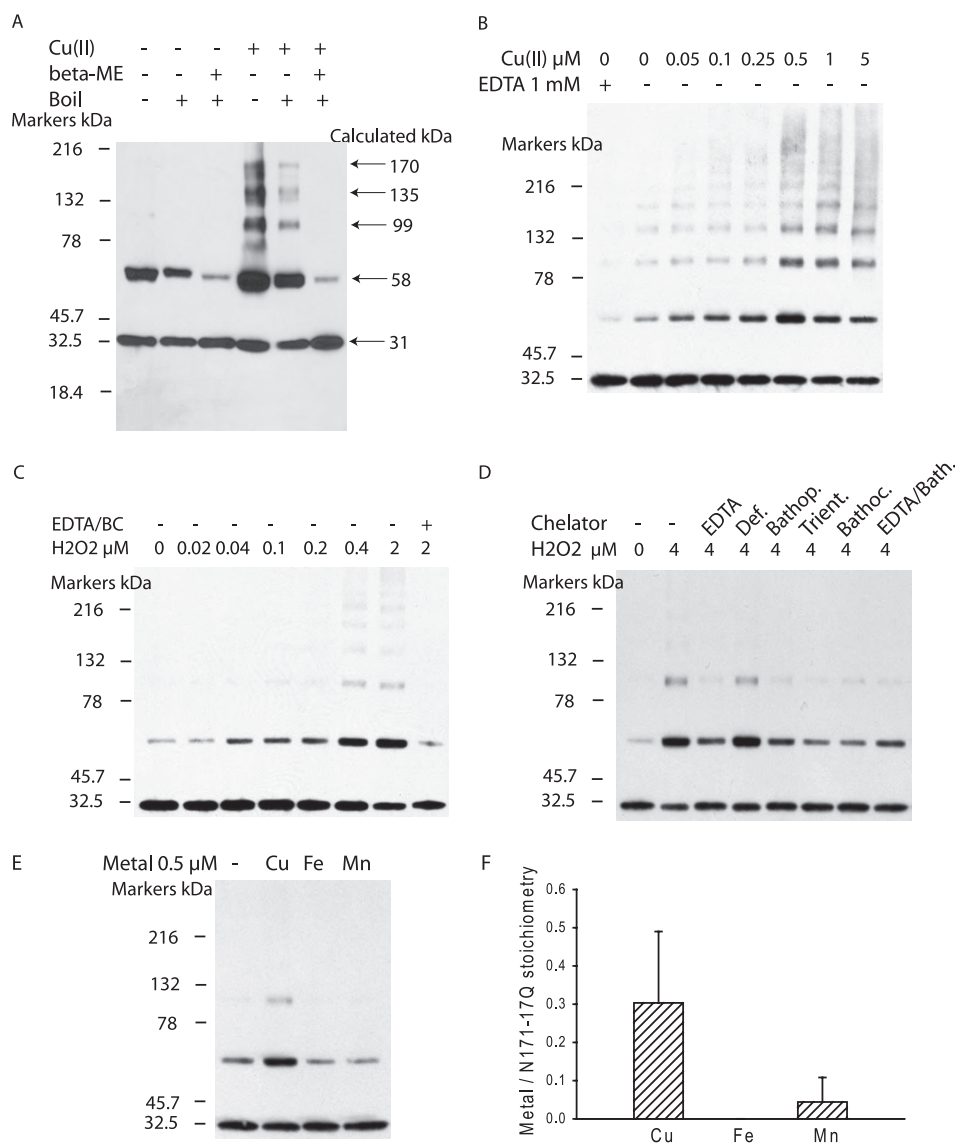 A
Cu(II) - - - + + +
beta-ME - - + - - +
Boil - + + - + +
Markers kDa
Calculated kDa
216
132
78
45.7
32.5
18.4
170
135
99
58
31
B
Cu(II) μM 0 0 0.05 0.1 0.25 0.5 1 5
EDTA 1 mM + - - - - - - -
Markers kDa
216
132
78
45.7
32.5
C
EDTA/BC - - - - - - - +
H2O2 μM 0 0.02 0.04 0.1 0.2 0.4 2 2
Markers kDa
216
132
78
45.7
32.5
D
Chelator - - EDTA Def. Bathop. Trient. Bathoc. EDTA/Bath.
H2O2 μM 0 4 4 4 4 4 4 4
Markers kDa
216
132
78
45.7
32.5
E
Metal 0.5 μM - Cu Fe Mn
Markers kDa
216
132
78
45.7
32.5
F
Metal / N171-17Q stoichiometry
0.6
0.5
0.4
0.3
0.2
0.1
0.0
Cu Fe Mn